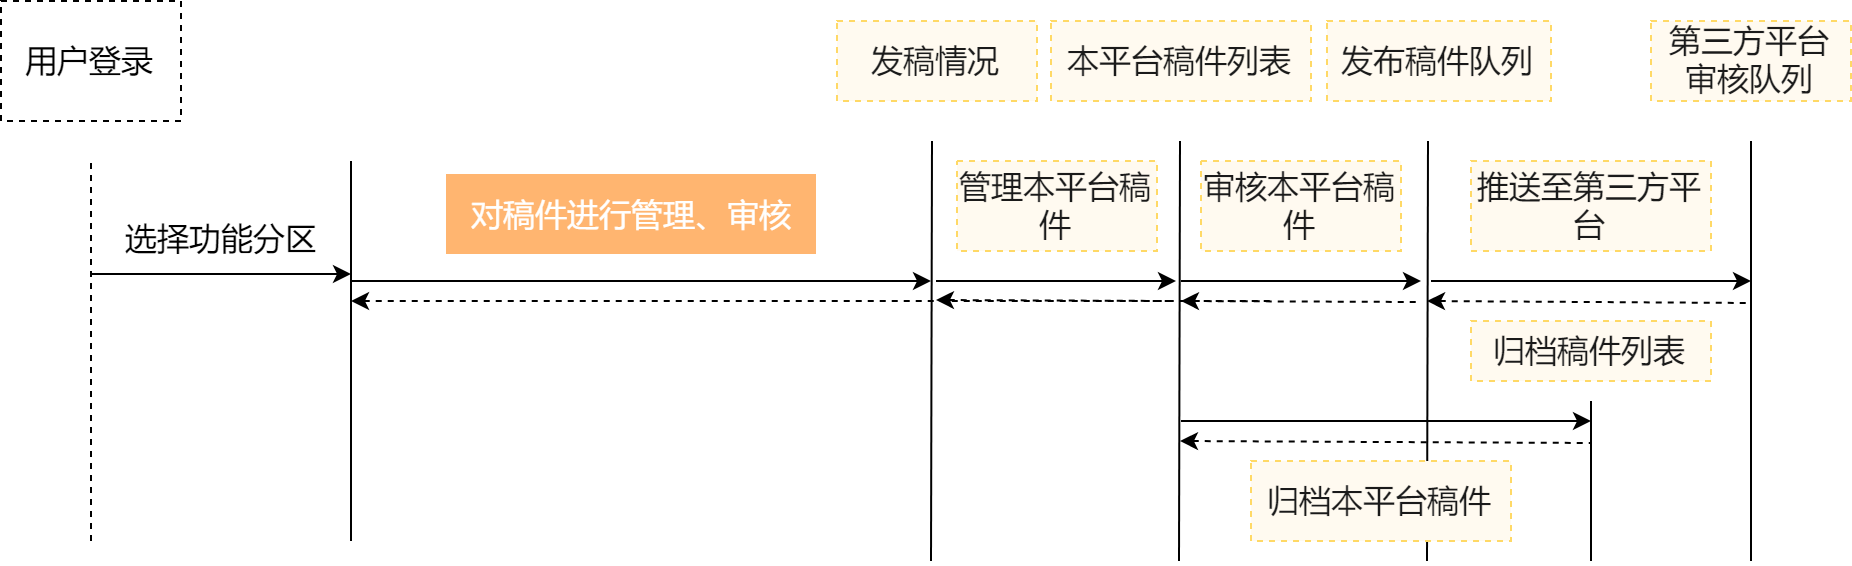 用户登录
发稿情况
本平台稿件列表
发布稿件队列
第三方平台
审核队列
选择功能分区
对稿件进行管理、审核
管理本平台稿
件
审核本平台稿
件
推送至第三方平
台
归档稿件列表
归档本平台稿件